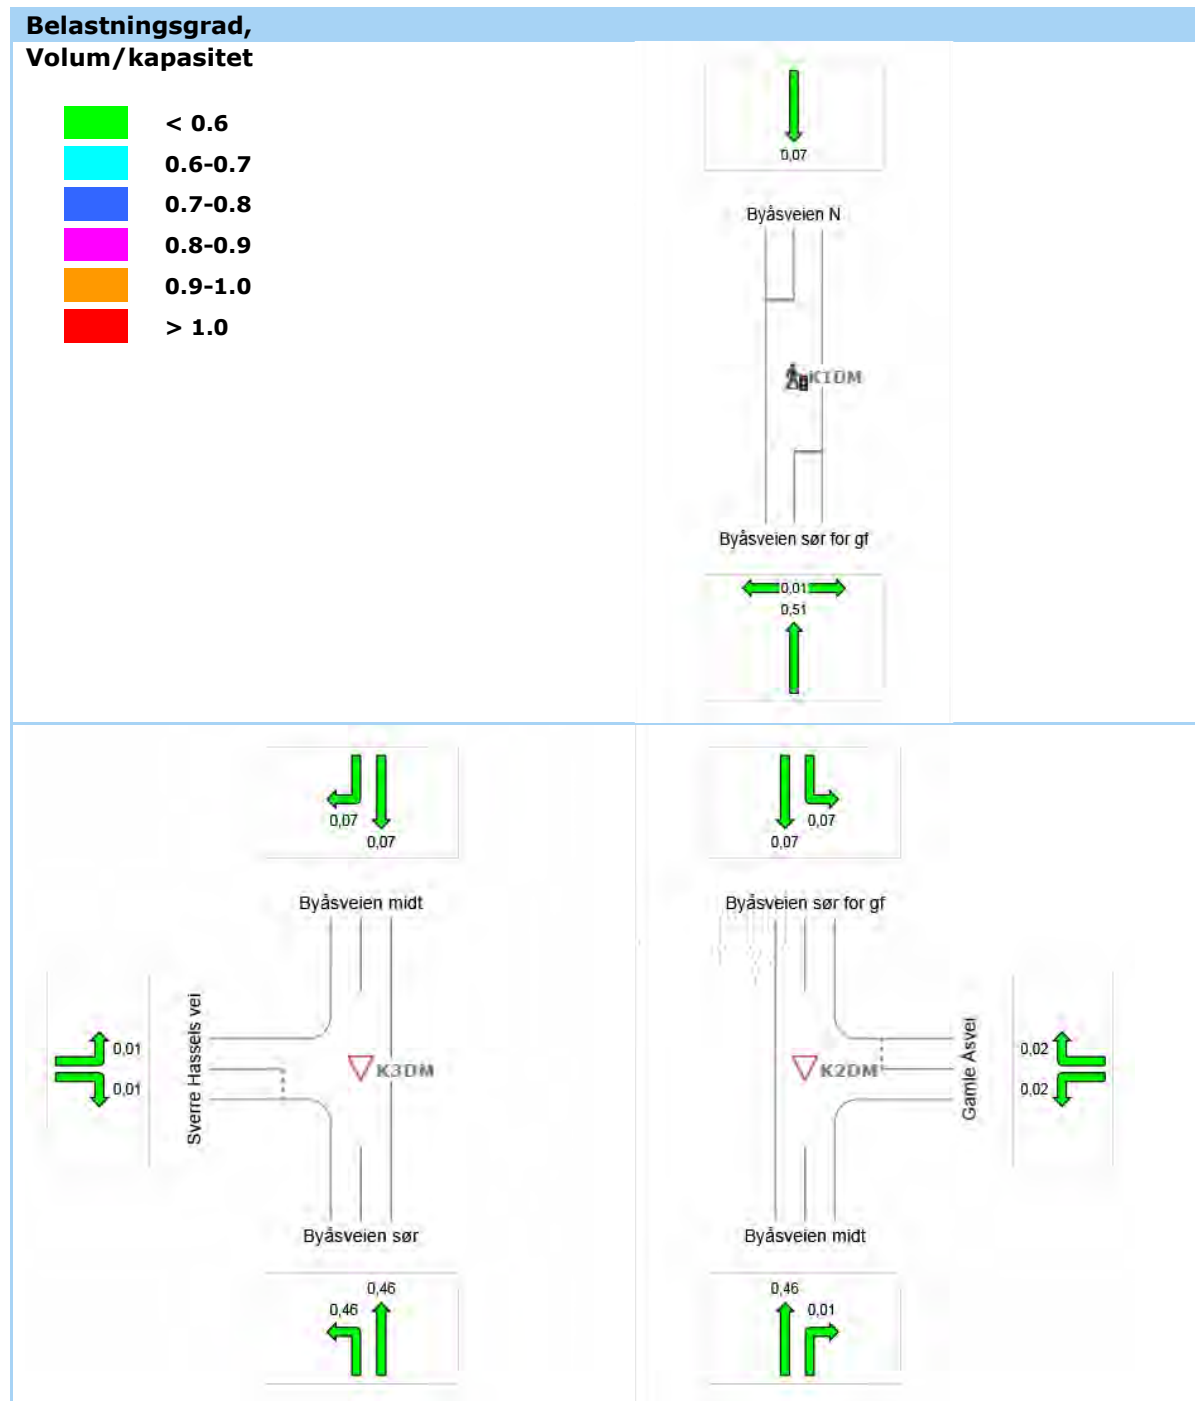 Belastningsgrad,
Volum/kapasitet
< 0.6
0.6-0.7
0.7-0.8
0.8-0.9
0.9-1.0
> 1.0
0,07
Byåsveien N
K1DM
Byåsveien sør for gf
0,01
0,51
0,07
0,07
Byåsveien midt
Sverre Hassels vei
0,01
0,01
K3DM
Byåsveien sør
0,46
0,46
0,07
0,07
Byåsveien sør for gf
K2DM
Gamle Åsvei
0,02
0,02
Byåsveien midt
0,46
0,01